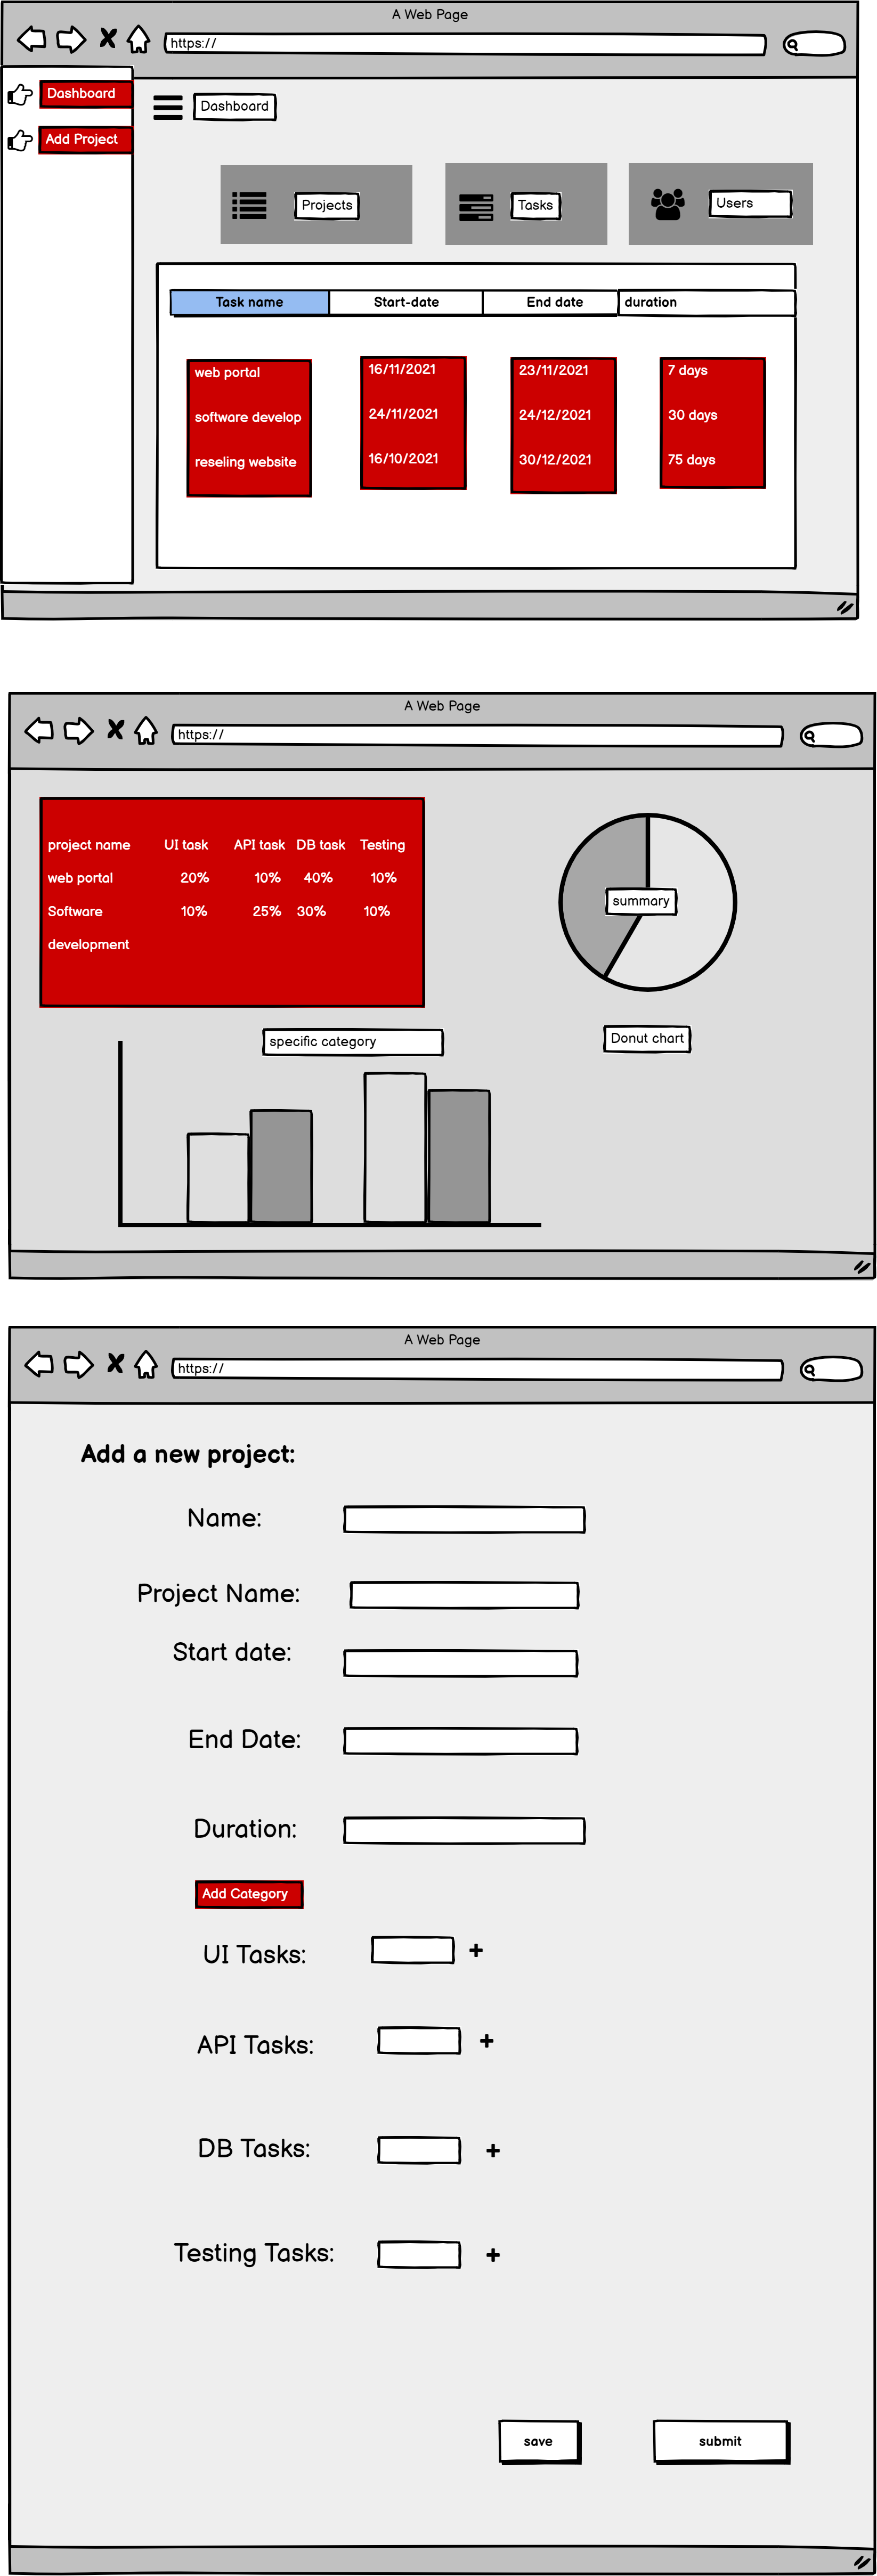 A Web Page
https://
Dashboard
Add Project
Dashboard
Projects
Tasks
Users
Task name Start-date End date duration
web portal 16/11/2021 23/11/2021 7 days
software develop 24/11/2021 24/12/2021 30 days
reseling website 16/10/2021 30/12/2021 75 days
A Web Page
https://
project name UI task API task DB task Testing
web portal 20% 10% 40% 10%
Software 10% 25% 30% 10%
development
summary
Donut chart
specific category
A Web Page
https://
Add a new project:
Name:
Project Name:
Start date:
End Date:
Duration:
Add Category
UI Tasks: +
API Tasks: +
DB Tasks: +
Testing Tasks: +
save submit